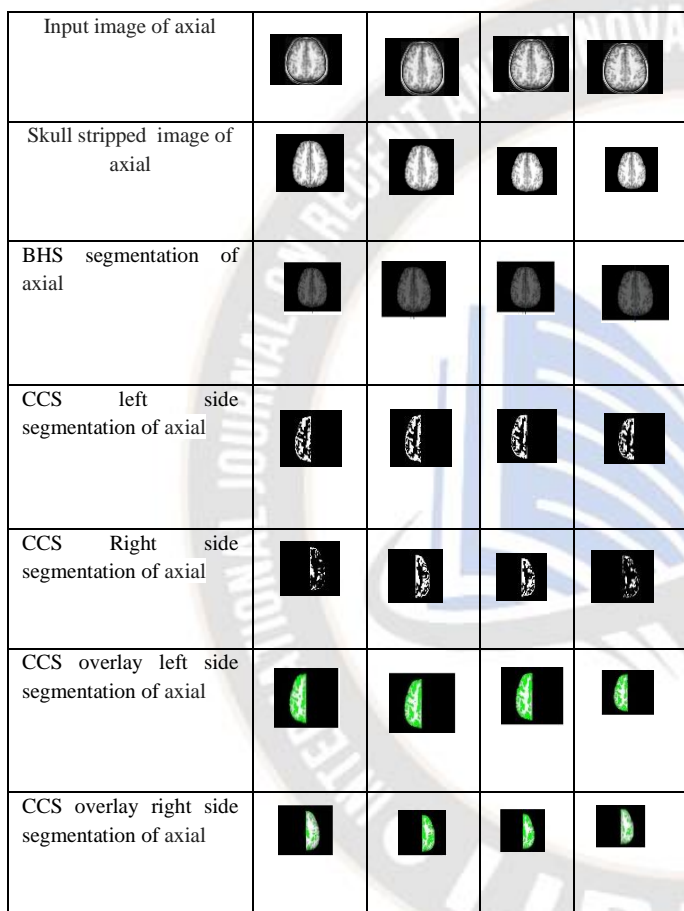 Input image of axial
Skull stripped image of
axial
BHS segmentation of
axial
CCS left side
segmentation of axial
CCS Right side
segmentation of axial
CCS overlay left side
segmentation of axial
CCS overlay right side
segmentation of axial